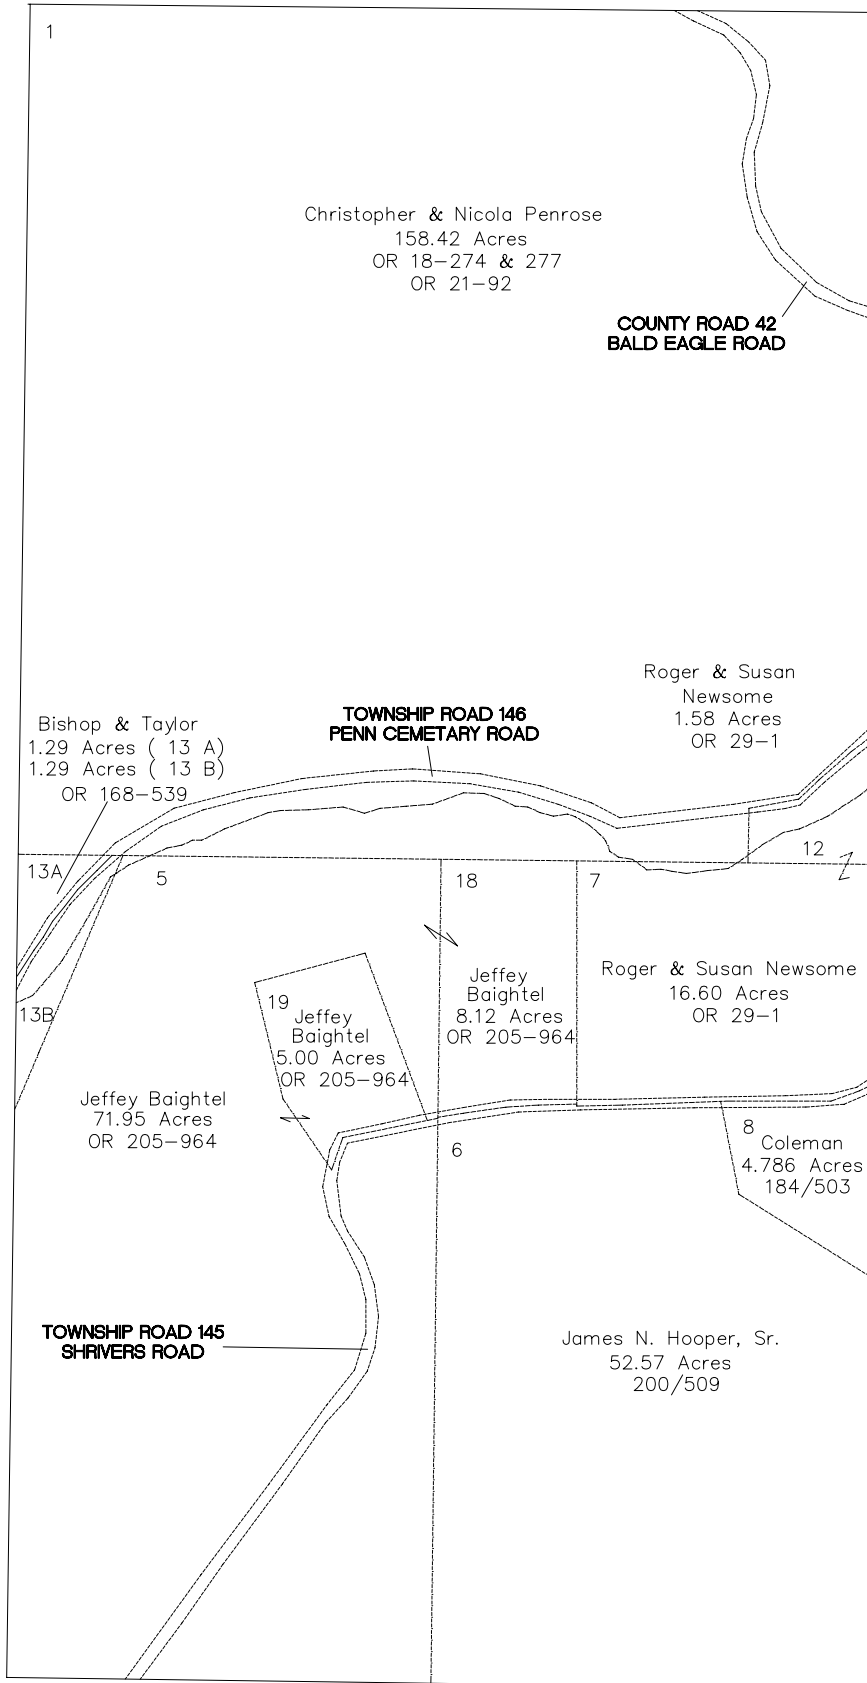 1
Christopher & Nicola Penrose
158.42 Acres
OR 18-274 & 277
OR 21-92
COUNTY ROAD 42
BALD EAGLE ROAD
Roger & Susan
Newsome
1.58 Acres
OR 29-1
TOWNSHIP ROAD 146
PENN CEMETARY ROAD
Bishop & Taylor
1.29 Acres ( 13 A)
1.29 Acres ( 13 B)
OR 168-539
12
13A
5
18
7
Jeffey
Baightel
8.12 Acres
OR 205-964
Roger & Susan Newsome
16.60 Acres
OR 29-1
19
Jeffey
Baightel
5.00 Acres
OR 205-964
13B
Jeffey Baightel
71.95 Acres
OR 205-964
6
8
Coleman
4.786 Acres
184/503
TOWNSHIP ROAD 145
SHRIVERS ROAD
James N. Hooper, Sr.
52.57 Acres
200/509